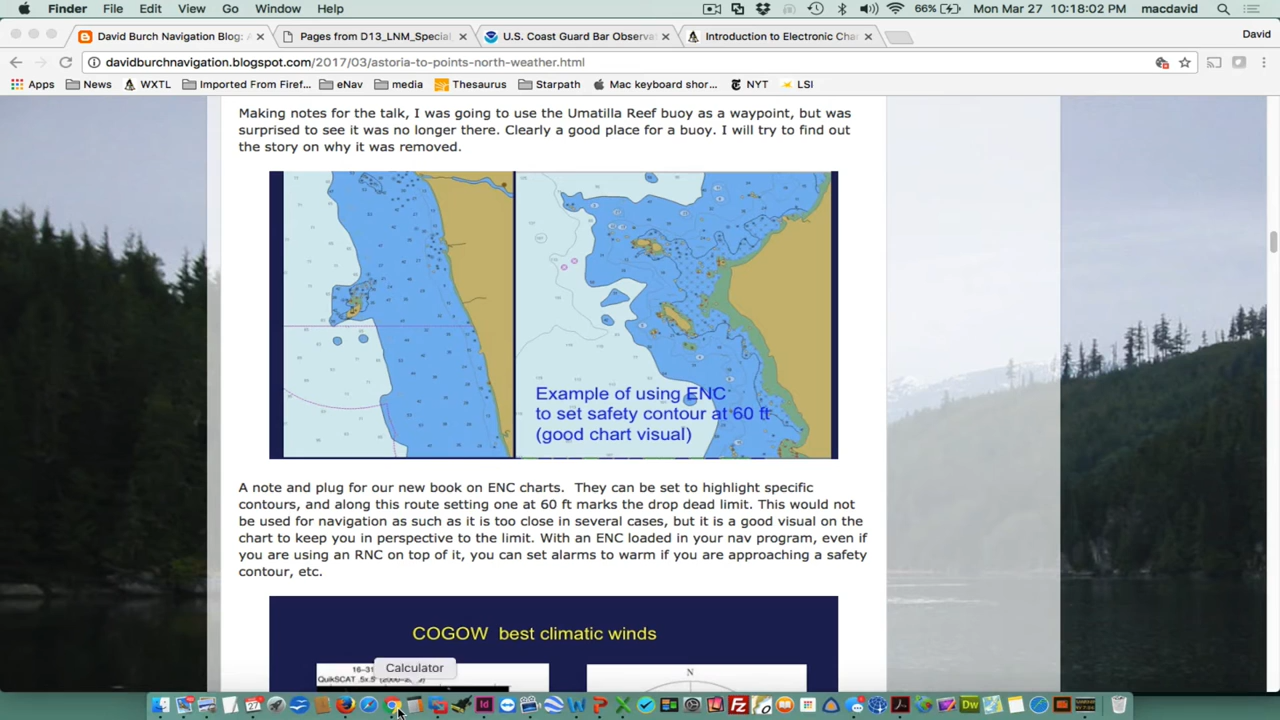 Finder File Edit View Go Window Help 66% Mon Mar 27 10:18:02 PM macdavid
David Burch Navigation Blog: A Pages from D13_LNM_Special_ U.S. Coast Guard Bar Observat Introduction to Electronic Cha David
davidburchnavigation.blogspot.com/2017/03/astoria-to-points-north-weather.html
Apps News WXTL Imported From Firef... eNav media Thesaurus Starpath Mac keyboard shor... NYT LSI
Making notes for the talk, I was going to use the Umatilla Reef buoy as a waypoint, but was
surprised to see it was no longer there. Clearly a good place for a buoy. I will try to find out
the story on why it was removed.
Example of using ENC
to set safety contour at 60 ft
(good chart visual)
A note and plug for our new book on ENC charts. They can be set to highlight specific
contours, and along this route setting one at 60 ft marks the drop dead limit. This would not
be used for navigation as such as it is too close in several cases, but it is a good visual on the
chart to keep you in perspective to the limit. With an ENC loaded in your nav program, even if
you are using an RNC on top of it, you can set alarms to warm if you are approaching a safety
contour, etc.
COGOW best climatic winds
16-31
N
Calculator